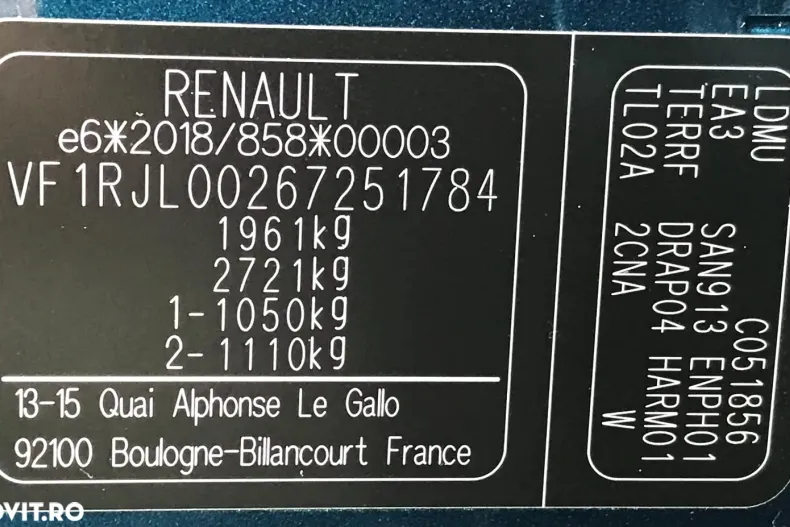 RENAULT
e6*2018/858*00003
VF1RJL00267251784
1961kg
2721kg
1-1050kg
2-1110kg
13-15 Quai Alphonse Le Gallo
92100 Boulogne-Billancourt France
LDMU C051856
EA3 SAN913 ENPH01
TERRF DRAP04 HARM01
TL02A 2CNA W
OVIT.RO